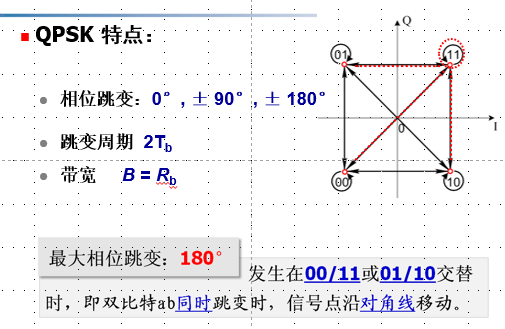 QPSK 特点：
相位跳变：0°，± 90°，± 180°
跳变周期 2Tb
带宽 B = Rb
Q
01
11
0
I
00
10
最大相位跳变：180°
发生在00/11或01/10交替
时，即双比特ab同时跳变时，信号点沿对角线移动。